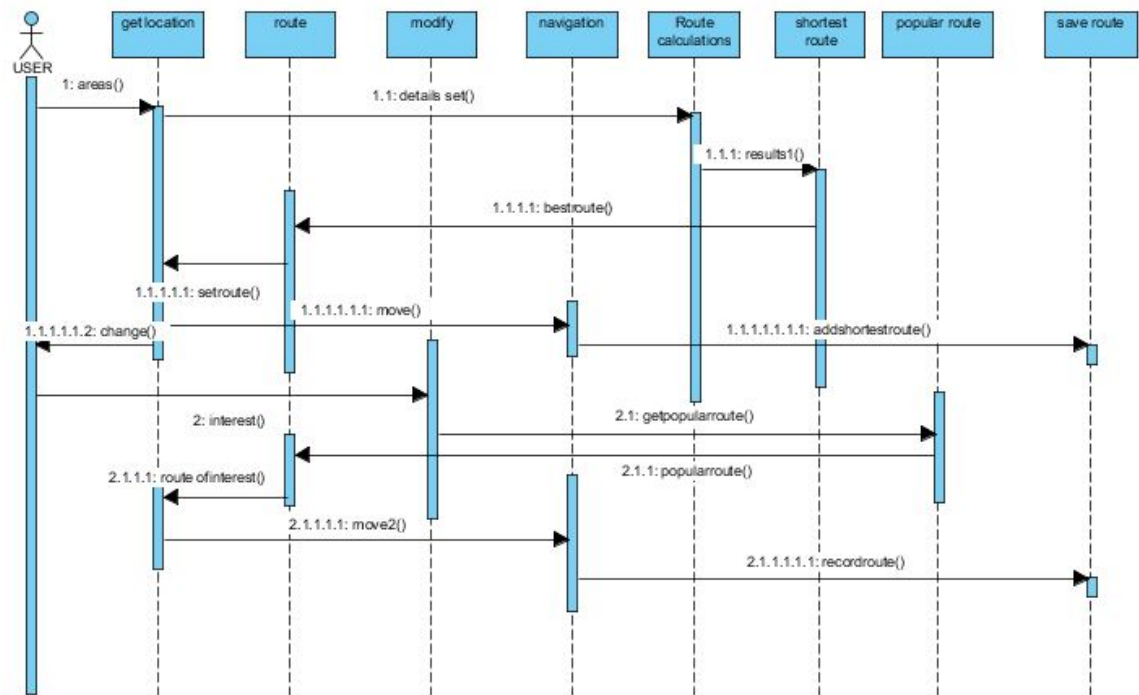 get location
route
modify
navigation
Route
calculations
shortest
route
popular route
save route
USER
1: areas()
1.1: details set()
1.1.1: results1()
1.1.1.1: bestroute()
1.1.1.1.1: setroute()
1.1.1.1.1.1: move()
1.1.1.1.1.2: change()
1.1.1.1.1.1.1: addshortestroute()
2: interest()
2.1: getpopularroute()
2.1.1: popularroute()
2.1.1.1: route ofinterest()
2.1.1.1.1: move2()
2.1.1.1.1.1: recordroute()